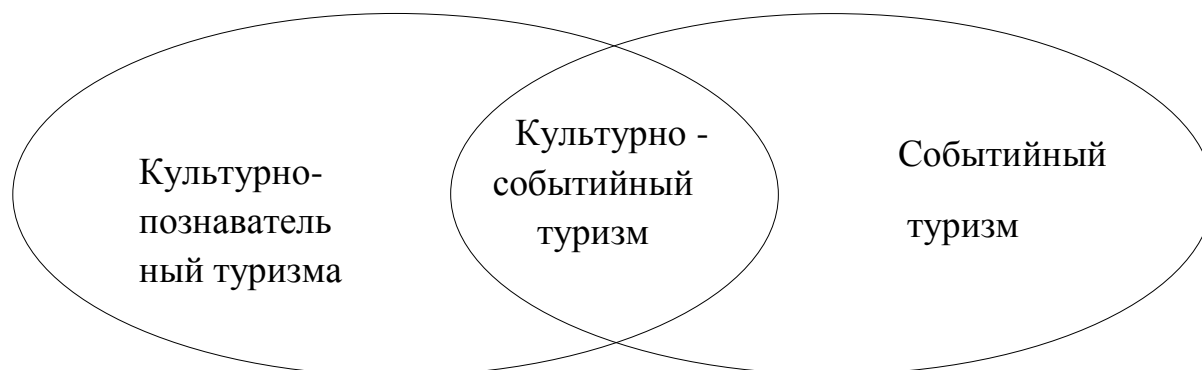 Культурно-
познаватель
ный туризма
Культурно -
событийный
туризм
Событийный
туризм